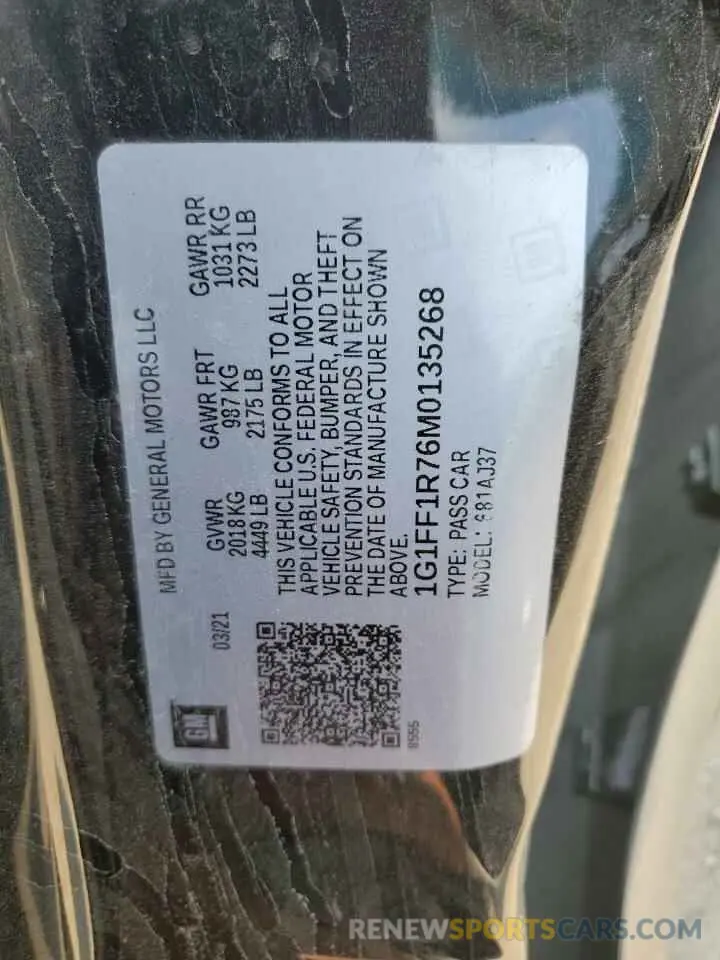 MFD BY GENERAL MOTORS LLC
03/21
GVWR
2018 KG
4449 LB
GAWR FRT
987 KG
2175 LB
GAWR RR
1031 KG
2273 LB
THIS VEHICLE CONFORMS TO ALL
APPLICABLE U.S. FEDERAL MOTOR
VEHICLE SAFETY, BUMPER, AND THEFT
PREVENTION STANDARDS IN EFFECT ON
THE DATE OF MANUFACTURE SHOWN
ABOVE.
1G1FF1R76M0135268
TYPE: PASS CAR
MODEL:
GM
RENEWSPORTSCARS.COM